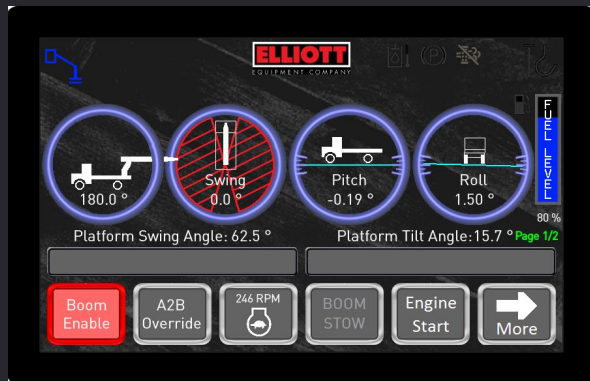 ELLIOTT
EQUIPMENT COMPANY
(P)
FUEL LEVEL
180.0 °
Swing
0.0 °
Pitch
-0.19 °
Roll
1.50 °
80 %
Platform Swing Angle: 62.5 °
Platform Tilt Angle:15.7 °
Page 1/2
Boom
Enable
A2B
Override
246 RPM
BOOM
STOW
Engine
Start
More